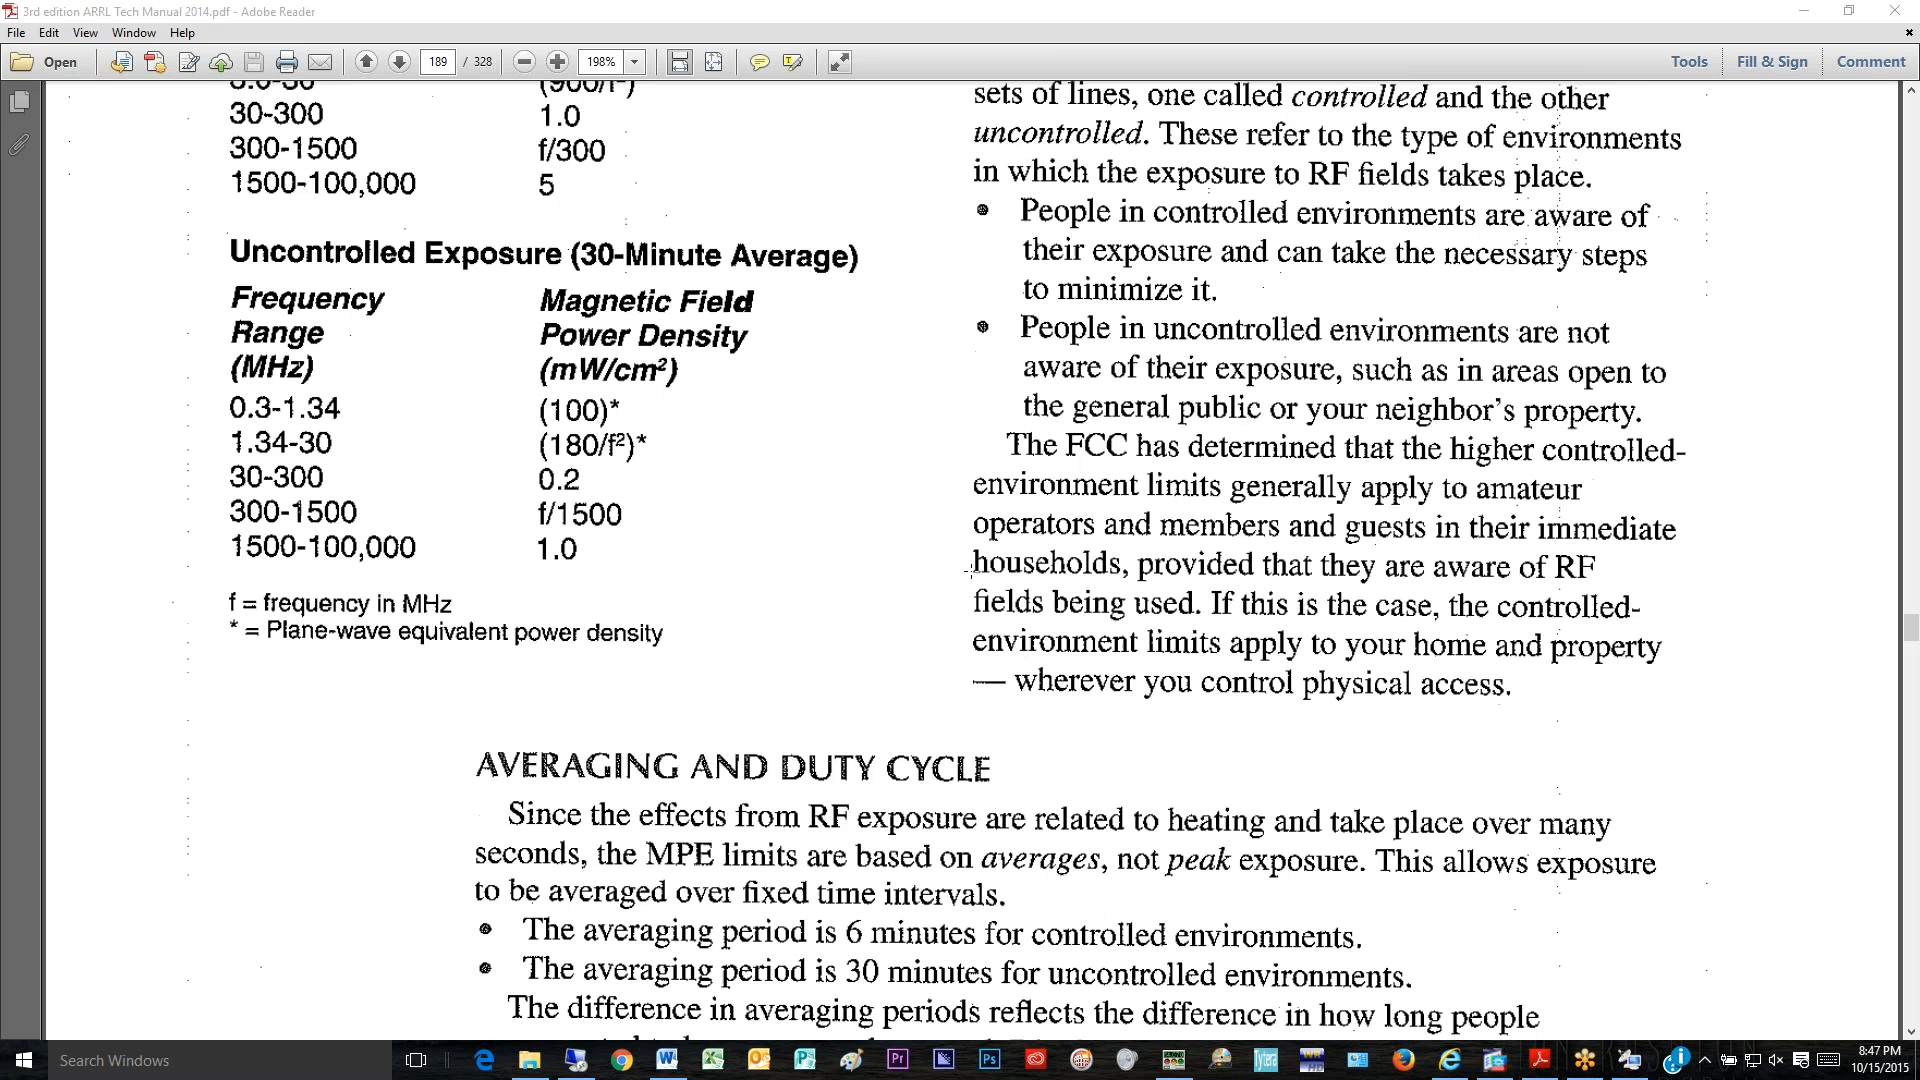 3rd edition ARRL Tech Manual 2014.pdf - Adobe Reader
File Edit View Window Help
Open 189 / 328 198% Tools Fill & Sign Comment
30-300 1.0
300-1500 f/300
1500-100,000 5
Uncontrolled Exposure (30-Minute Average)
Frequency Magnetic Field
Range Power Density
(MHz) (mW/cm²)
0.3-1.34 (100)*
1.34-30 (180/f²)*
30-300 0.2
300-1500 f/1500
1500-100,000 1.0
f = frequency in MHz
* = Plane-wave equivalent power density
sets of lines, one called controlled and the other
uncontrolled. These refer to the type of environments
in which the exposure to RF fields takes place.
• People in controlled environments are aware of
their exposure and can take the necessary steps
to minimize it.
• People in uncontrolled environments are not
aware of their exposure, such as in areas open to
the general public or your neighbor's property.
The FCC has determined that the higher controlled-
environment limits generally apply to amateur
operators and members and guests in their immediate
households, provided that they are aware of RF
fields being used. If this is the case, the controlled-
environment limits apply to your home and property
— wherever you control physical access.
AVERAGING AND DUTY CYCLE
Since the effects from RF exposure are related to heating and take place over many
seconds, the MPE limits are based on averages, not peak exposure. This allows exposure
to be averaged over fixed time intervals.
• The averaging period is 6 minutes for controlled environments.
• The averaging period is 30 minutes for uncontrolled environments.
The difference in averaging periods reflects the difference in how long people
Search Windows
8:47 PM
10/15/2015